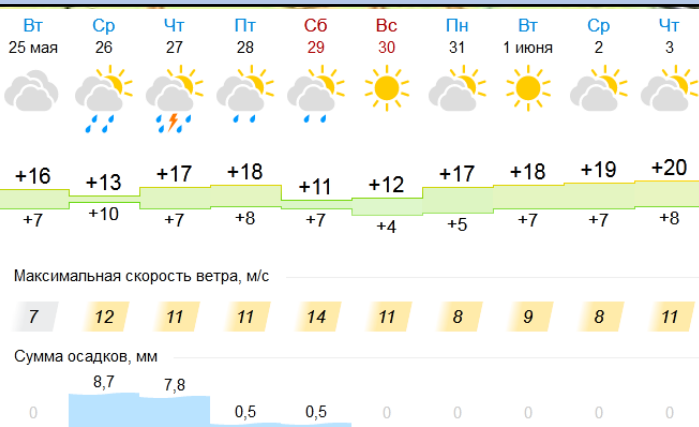 Вт Ср Чт Пт Сб Вс Пн Вт Ср Чт
25 мая 26 27 28 29 30 31 1 июня 2 3
+16 +13 +17 +18 +11 +12 +17 +18 +19 +20
+7 +10 +7 +8 +7 +4 +5 +7 +7 +8
Максимальная скорость ветра, м/с
7 12 11 11 14 11 8 9 8 11
Сумма осадков, мм
0 8,7 7,8 0,5 0,5 0 0 0 0 0